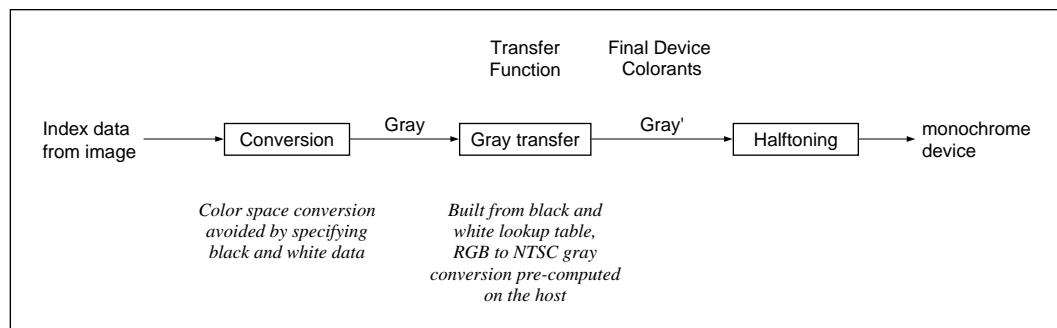 Transfer
Function
Final Device
Colorants
Index data
from image
Conversion
Gray
Gray transfer
Gray'
Halftoning
monochrome
device
Color space conversion
avoided by specifying
black and white data
Built from black and
white lookup table,
RGB to NTSC gray
conversion pre-computed
on the host